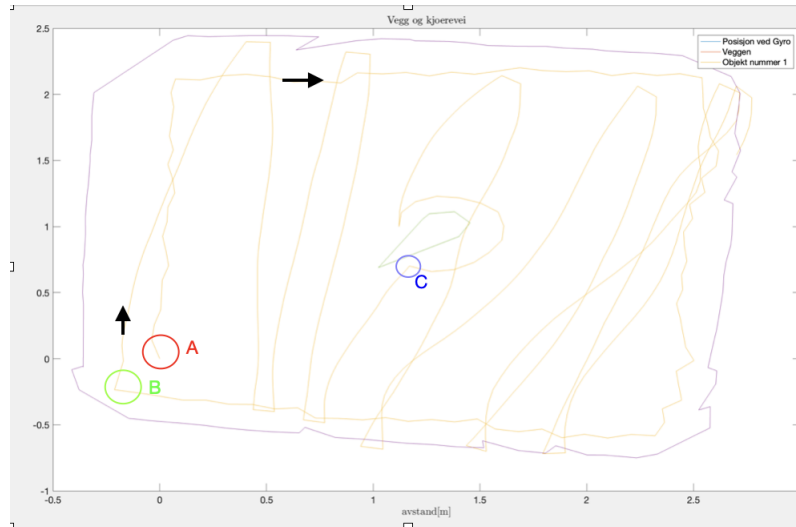 Vegg og kjoerevei
2.5
2
1.5
1
0.5
0
-0.5
-1
Posisjon ved Gyro
Veggen
Objekt nummer 1
A
B
C
-0.5
0
0.5
1
1.5
2
2.5
avstand[m]